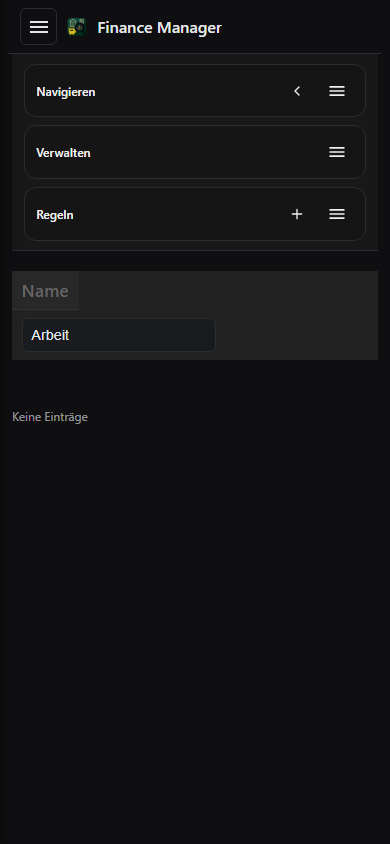 Finance Manager
Navigieren
Verwalten
Regeln
Name
Arbeit
Keine Einträge